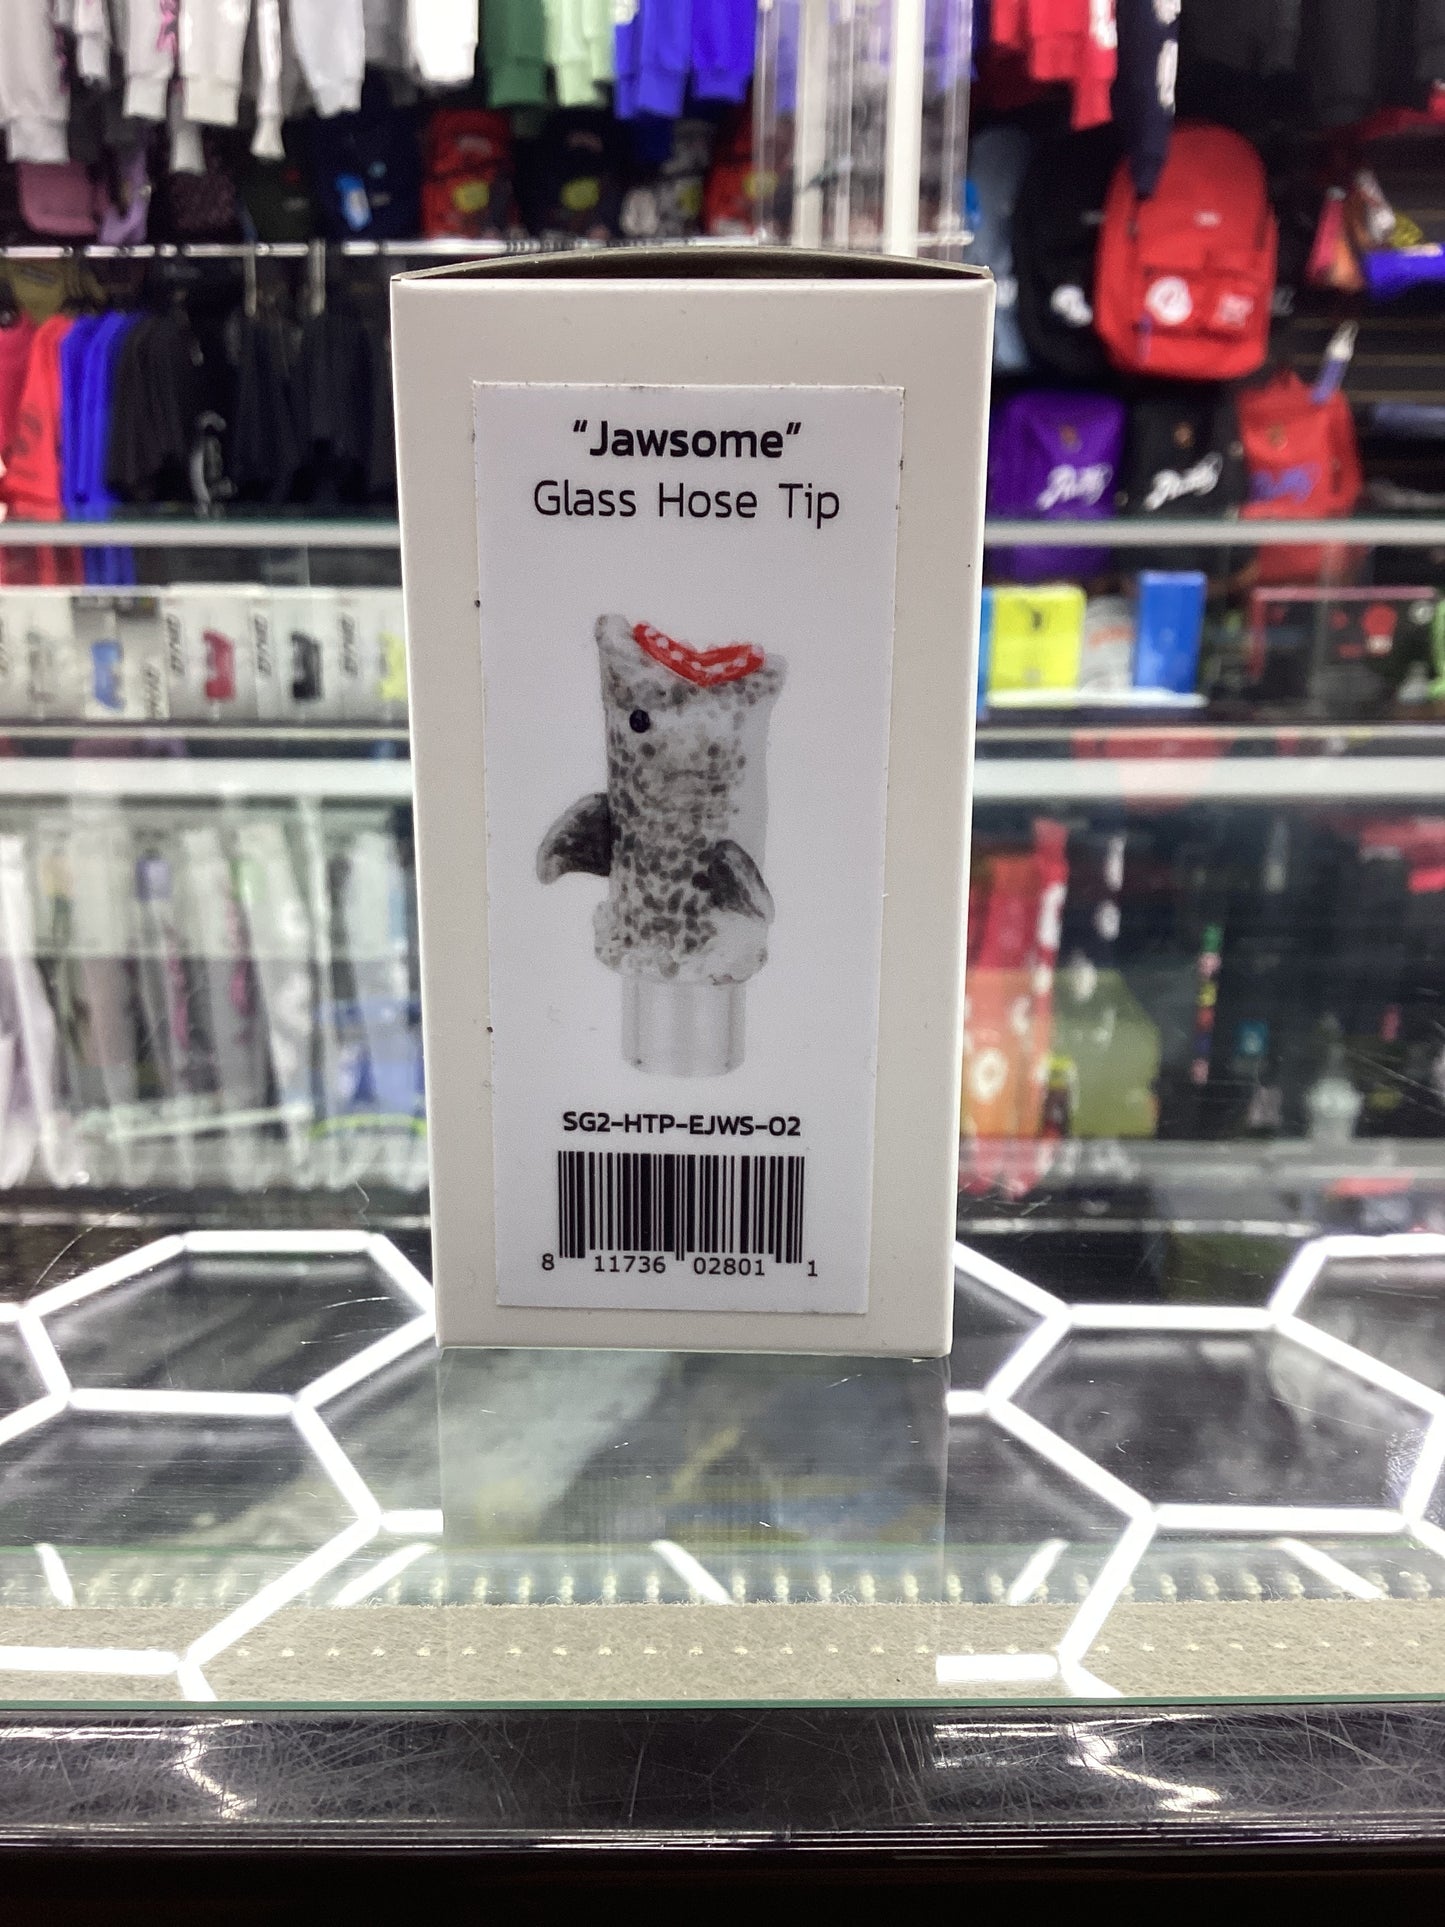 “Jawsome”
Glass Hose Tip
SG2-HTP-EJWS-02
8 11736 02801 1